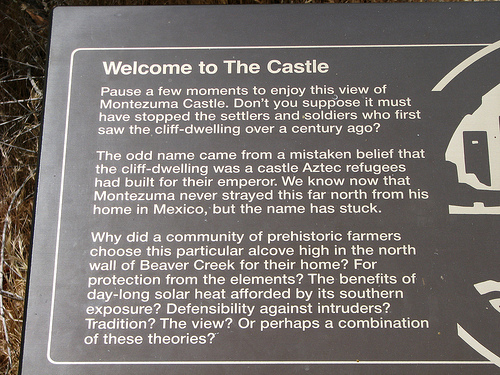 Welcome to The Castle
Pause a few moments to enjoy this view of
Montezuma Castle. Don't you suppose it must
have stopped the settlers and soldiers who first
saw the cliff-dwelling over a century ago?
The odd name came from a mistaken belief that
the cliff-dwelling was a castle Aztec refugees
had built for their emperor. We know now that
Montezuma never strayed this far north from his
home in Mexico, but the name has stuck.
Why did a community of prehistoric farmers
choose this particular alcove high in the north
wall of Beaver Creek for their home? For
protection from the elements? The benefits of
day-long solar heat afforded by its southern
exposure? Defensibility against intruders?
Tradition? The view? Or perhaps a combination
of these theories?